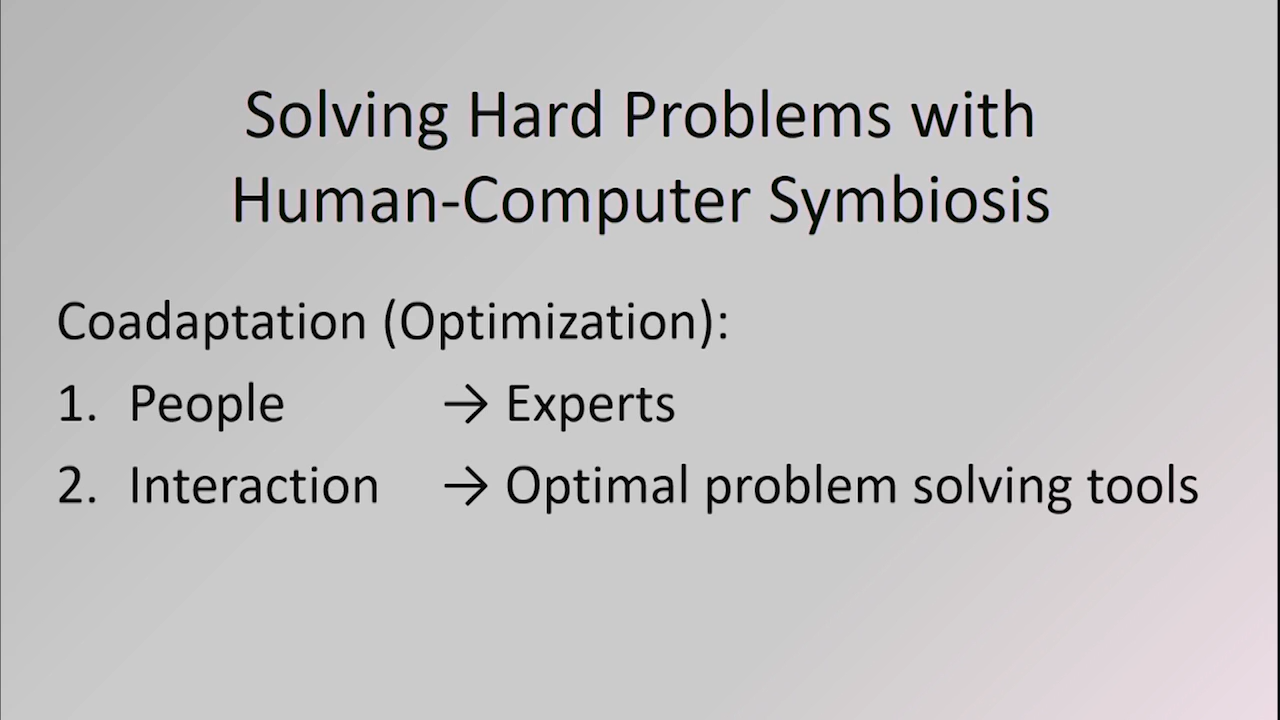 Solving Hard Problems with
Human-Computer Symbiosis
Coadaptation (Optimization):
1. People → Experts
2. Interaction → Optimal problem solving tools